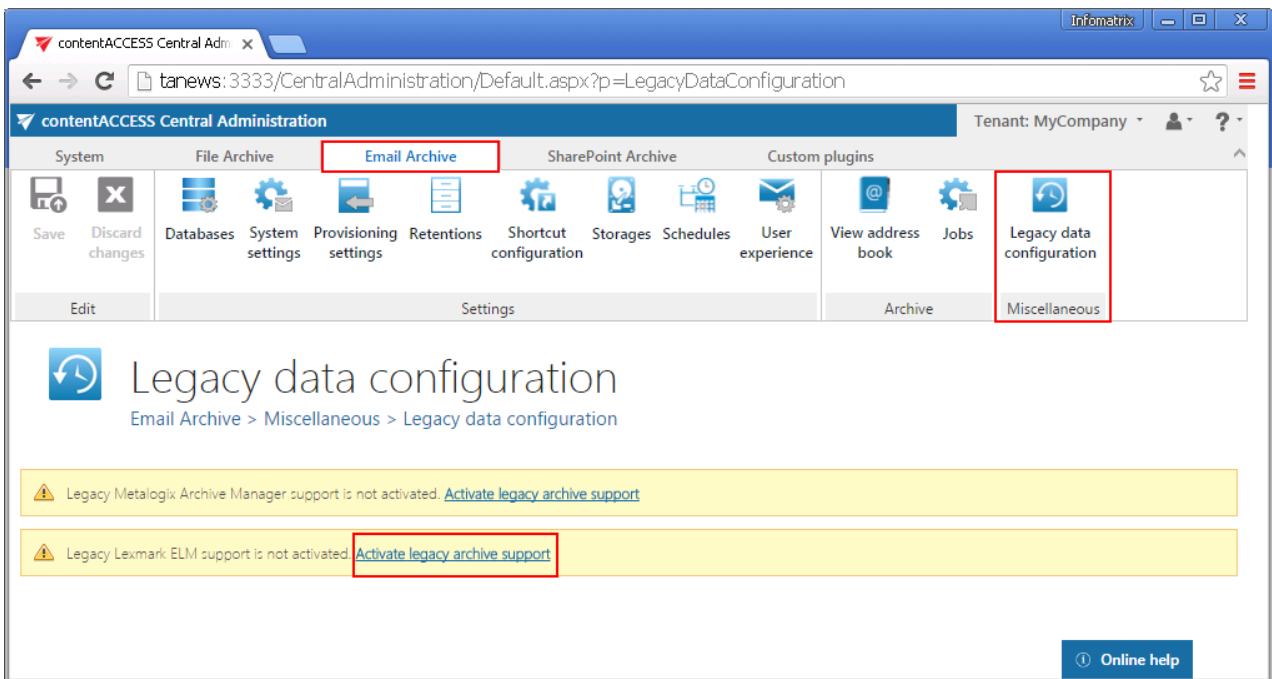 Infomatrix
contentACCESS Central Adm
tanews:3333/CentralAdministration/Default.aspx?p=LegacyDataConfiguration
contentACCESS Central Administration
Tenant: MyCompany
?
System
File Archive
Email Archive
SharePoint Archive
Custom plugins
Save
Discard changes
Databases
System settings
Provisioning settings
Retentions
Shortcut configuration
Storages
Schedules
User experience
View address book
Jobs
Legacy data configuration
Edit
Settings
Archive
Miscellaneous
Legacy data configuration
Email Archive > Miscellaneous > Legacy data configuration
Legacy Metalogix Archive Manager support is not activated. Activate legacy archive support
Legacy Lexmark ELM support is not activated. Activate legacy archive support
Online help